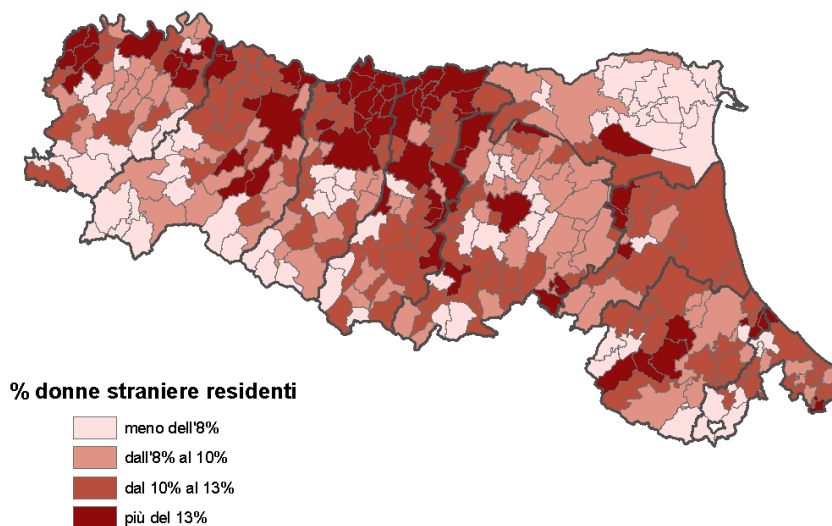 % donne straniere residenti
meno dell'8%
dall'8% al 10%
dal 10% al 13%
più del 13%